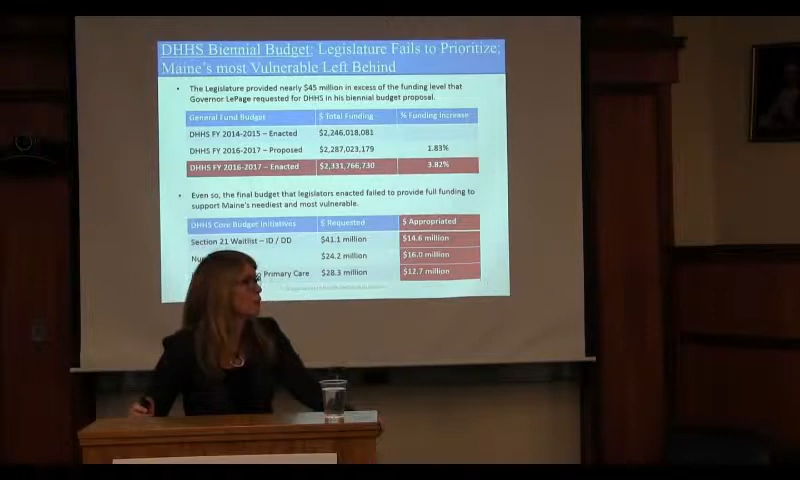 DHHS Biennial Budget: Legislature Fails to Prioritize;
Maine's most Vulnerable Left Behind
• The Legislature provided nearly $45 million in excess of the funding level that
Governor LePage requested for DHHS in his biennial budget proposal.
General Fund Budget $ Total Funding % Funding Increase
DHHS FY 2014-2015 – Enacted $2,246,018,081
DHHS FY 2016-2017 – Proposed $2,287,023,179 1.83%
DHHS FY 2016-2017 – Enacted $2,331,766,730 3.82%
• Even so, the final budget that legislators enacted failed to provide full funding to
support Maine's neediest and most vulnerable.
DHHS Core Budget Initiatives $ Requested $ Appropriated
Section 21 Waitlist – ID / DD $41.1 million $14.6 million
$24.2 million $16.0 million
Primary Care $28.3 million $12.7 million